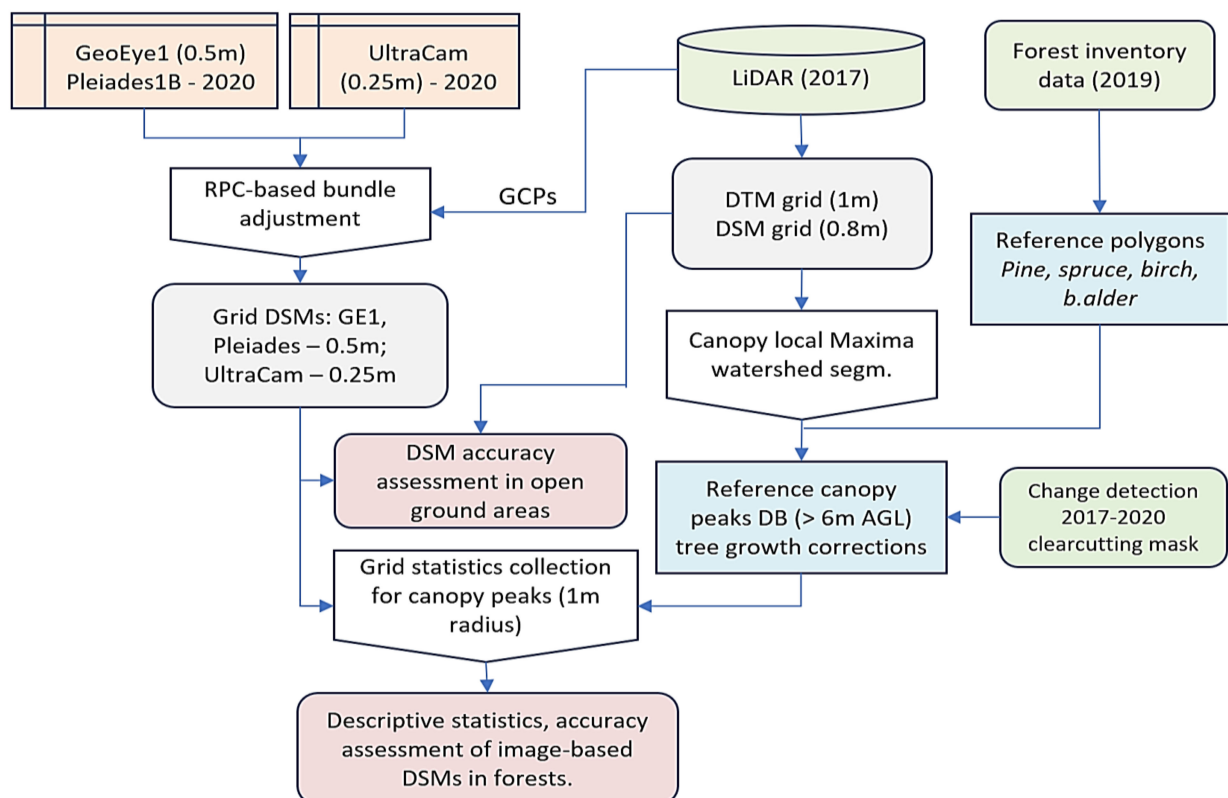 GeoEye1 (0.5m)
Pleiades1B - 2020
UltraCam
(0.25m) - 2020
LiDAR (2017)
Forest inventory
data (2019)
RPC-based bundle
adjustment
GCPs
DTM grid (1m)
DSM grid (0.8m)
Reference polygons
Pine, spruce, birch,
b.alder
Grid DSMs: GE1,
Pleiades – 0.5m;
UltraCam – 0.25m
Canopy local Maxima
watershed segm.
DSM accuracy
assessment in open
ground areas
Reference canopy
peaks DB (> 6m AGL)
tree growth corrections
Change detection
2017-2020
clearcutting mask
Grid statistics collection
for canopy peaks (1m
radius)
Descriptive statistics, accuracy
assessment of image-based
DSMs in forests.